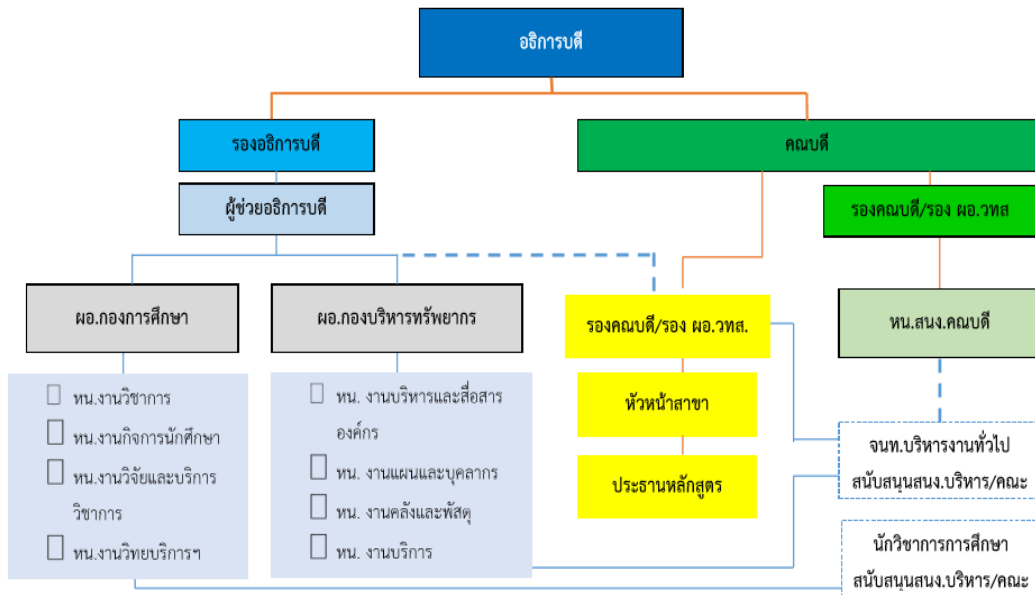 อธิการบดี
รองอธิการบดี
คณบดี
ผู้ช่วยอธิการบดี
รองคณบดี/รอง ผอ.วทส
ผอ.กองการศึกษา
ผอ.กองบริหารทรัพยากร
รองคณบดี/รอง ผอ.วทส.
หน.สนง.คณบดี
หน.งานวิชาการ
หน.งานกิจการนักศึกษา
หน.งานวิจัยและบริการ
วิชาการ
หน.งานวิทยบริการฯ
หน. งานบริหารและสื่อสาร
องค์กร
หน. งานแผนและบุคลากร
หน. งานคลังและพัสดุ
หน. งานบริการ
หัวหน้าสาขา
ประธานหลักสูตร
จนท.บริหารงานทั่วไป
สนับสนุนสนง.บริหาร/คณะ
นักวิชาการการศึกษา
สนับสนุนสนง.บริหาร/คณะ